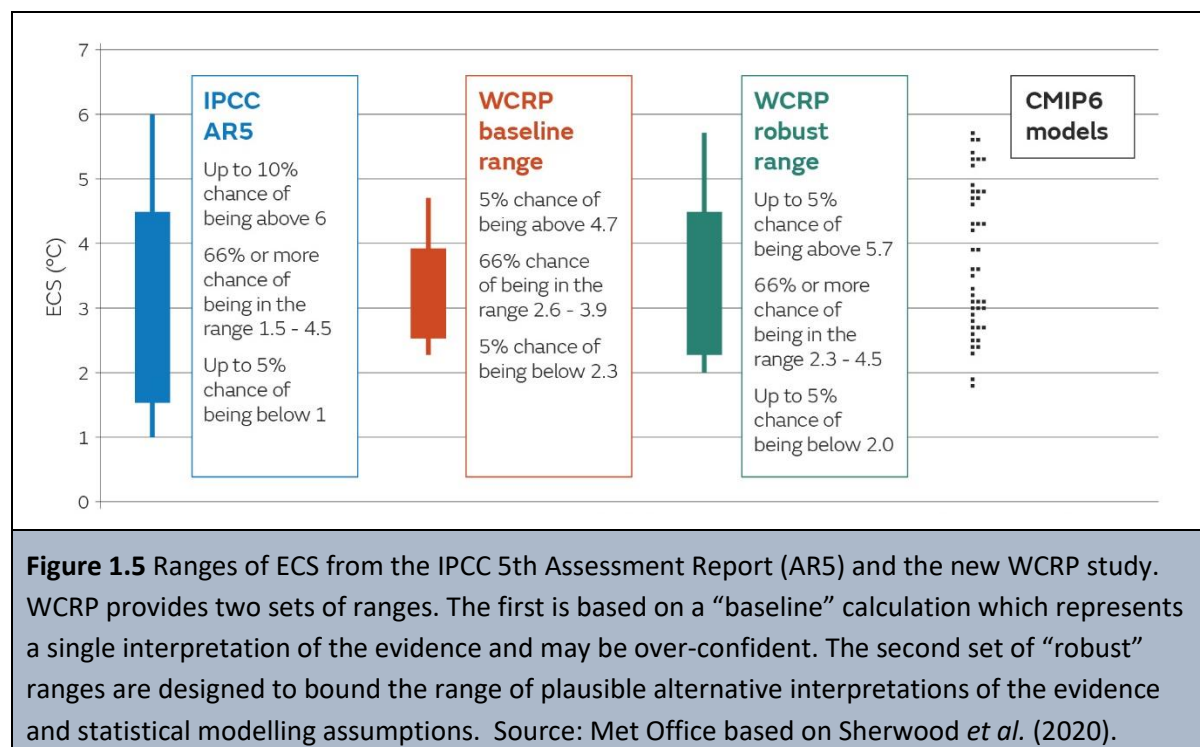 7
6
5
4
3
2
1
0
ECS (°C)
IPCC
AR5
Up to 10%
chance of
being above 6
66% or more
chance of
being in the
range 1.5 - 4.5
Up to 5%
chance of
being below 1
WCRP
baseline
range
5% chance of
being above 4.7
66% chance
of being in the
range 2.6 - 3.9
5% chance of
being below 2.3
WCRP
robust
range
Up to 5%
chance of
being above 5.7
66% or more
chance of
being in the
range 2.3 - 4.5
Up to 5%
chance of
being below 2.0
CMIP6
models
Figure 1.5 Ranges of ECS from the IPCC 5th Assessment Report (AR5) and the new WCRP study.
WCRP provides two sets of ranges. The first is based on a “baseline” calculation which represents
a single interpretation of the evidence and may be over-confident. The second set of “robust”
ranges are designed to bound the range of plausible alternative interpretations of the evidence
and statistical modelling assumptions. Source: Met Office based on Sherwood et al. (2020).